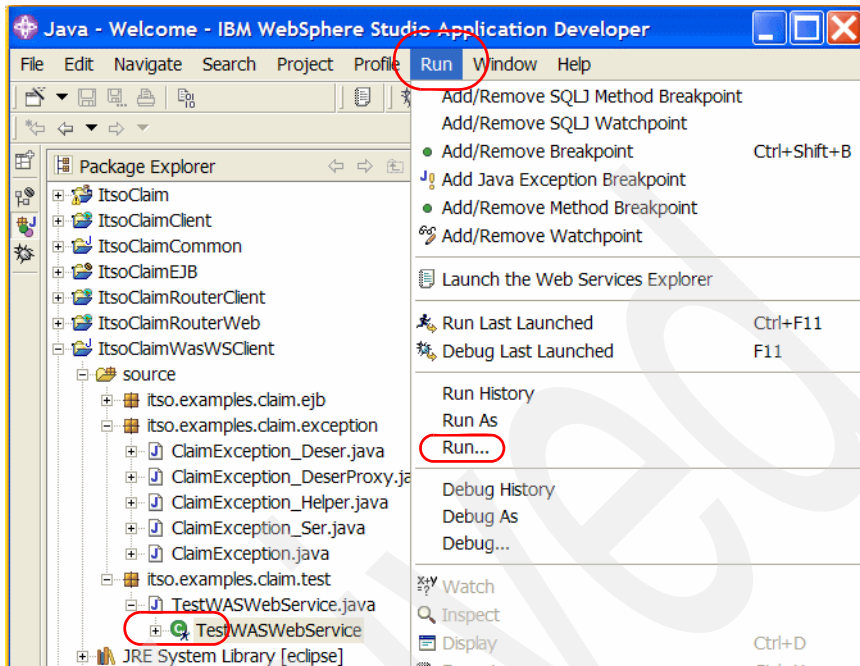 Java - Welcome - IBM WebSphere Studio Application Developer
File Edit Navigate Search Project Profile Run Window Help
Package Explorer
ItsoClaim
ItsoClaimClient
ItsoClaimCommon
ItsoClaimEJB
ItsoClaimRouterClient
ItsoClaimRouterWeb
ItsoClaimWasWSClient
source
itso.examples.claim.ejb
itso.examples.claim.exception
ClaimException_Deser.java
ClaimException_DeserProxy.ja
ClaimException_Helper.java
ClaimException_Ser.java
ClaimException.java
itso.examples.claim.test
TestWASWebService.java
TestWASWebService
JRE System Library [eclipse]
Add/Remove SQLJ Method Breakpoint
Add/Remove SQLJ Watchpoint
Add/Remove Breakpoint Ctrl+Shift+B
Add Java Exception Breakpoint
Add/Remove Method Breakpoint
Add/Remove Watchpoint
Launch the Web Services Explorer
Run Last Launched Ctrl+F11
Debug Last Launched F11
Run History
Run As
Run...
Debug History
Debug As
Debug...
Watch
Inspect
Display Ctrl+D